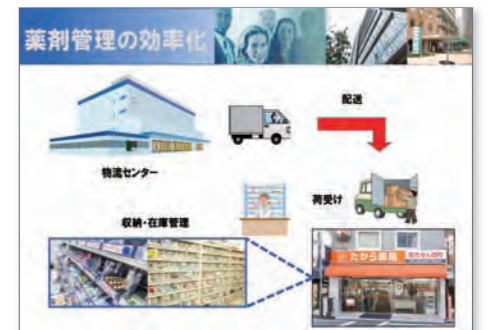 薬剤管理の効率化
配送
物流センター
荷受け
収納・在庫管理
たから薬局